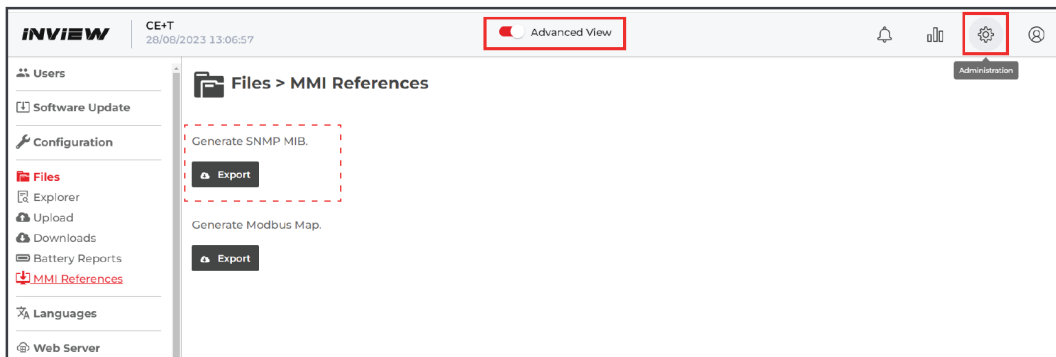 iNViEW
CE+T
28/08/2023 13:06:57
Advanced View
Administration
Users
Software Update
Configuration
Files
Explorer
Upload
Downloads
Battery Reports
MMI References
Languages
Web Server
Files > MMI References
Generate SNMP MIB.
Export
Generate Modbus Map.
Export